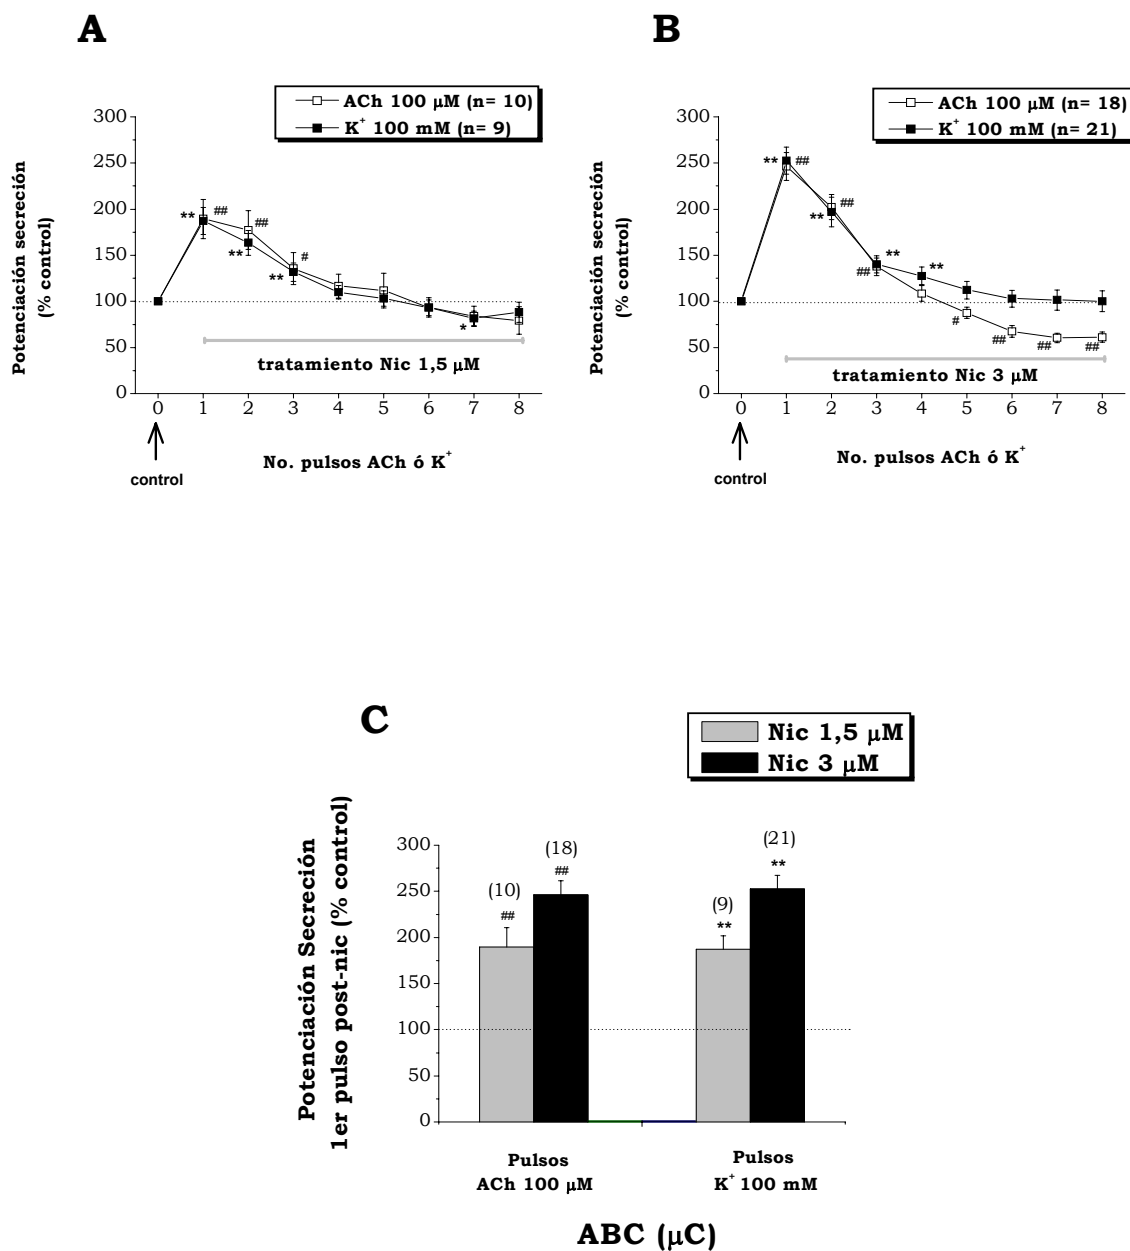 A
ACh 100 µM (n= 10)
K+ 100 mM (n= 9)
Potenciación secreción
(% control)
300
250
200
150
100
50
0
**
##
**
##
**
#
*
tratamiento Nic 1,5 µM
0 1 2 3 4 5 6 7 8
control
No. pulsos ACh ó K+
B
ACh 100 µM (n= 18)
K+ 100 mM (n= 21)
Potenciación secreción
(% control)
300
250
200
150
100
50
0
**
##
**
##
##
**
**
#
##
##
##
tratamiento Nic 3 µM
0 1 2 3 4 5 6 7 8
control
No. pulsos ACh ó K+
C
Nic 1,5 µM
Nic 3 µM
Potenciación Secreción
1er pulso post-nic (% control)
300
250
200
150
100
50
0
(10)
##
(18)
##
(9)
**
(21)
**
Pulsos
ACh 100 µM
Pulsos
K+ 100 mM
ABC (µC)